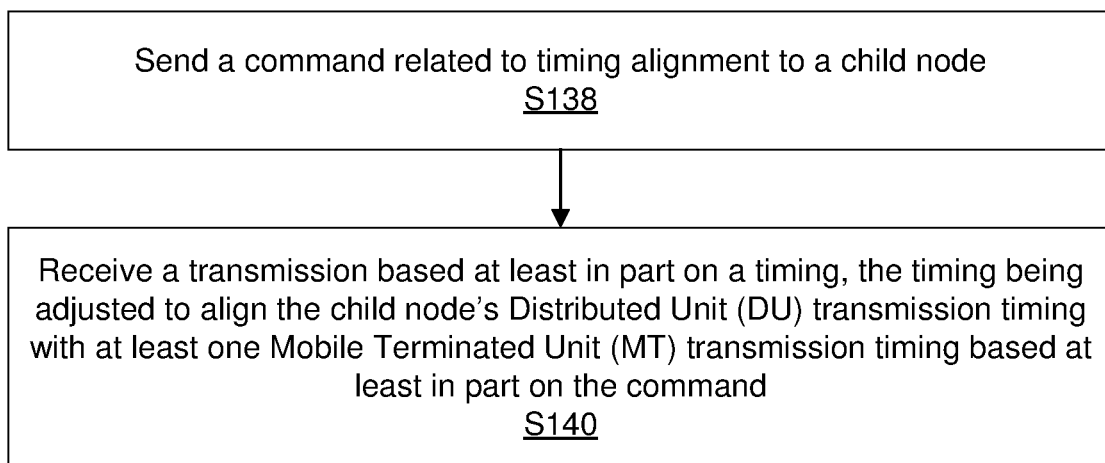 Send a command related to timing alignment to a child node
S138
Receive a transmission based at least in part on a timing, the timing being
adjusted to align the child node's Distributed Unit (DU) transmission timing
with at least one Mobile Terminated Unit (MT) transmission timing based at
least in part on the command
S140